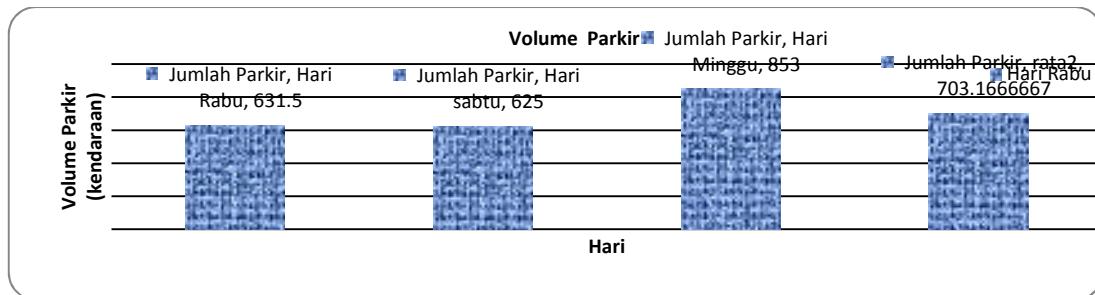 Volume Parkir
Jumlah Parkir, Hari
Rabu, 631.5
Jumlah Parkir, Hari
sabtu, 625
Jumlah Parkir, Hari
Minggu, 853
Jumlah Parkir, rata2,
703.1666667
Hari Rabu
Volume Parkir
(kendaraan)
Hari